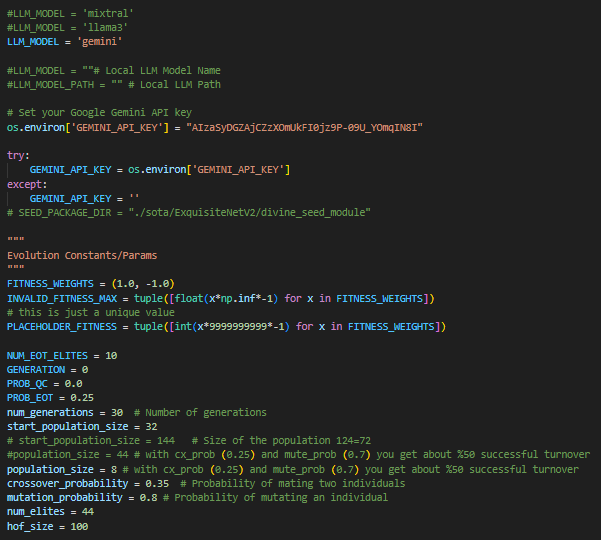 #LLM_MODEL = 'mixtral'
#LLM_MODEL = 'llama3'
LLM_MODEL = 'gemini'
#LLM_MODEL = ""# Local LLM Model Name
#LLM_MODEL_PATH = "" # Local LLM Path
# Set your Google Gemini API key
os.environ['GEMINI_API_KEY'] = ""
try:
    GEMINI_API_KEY = os.environ['GEMINI_API_KEY']
except:
    GEMINI_API_KEY = ''
# SEED_PACKAGE_DIR = "./sota/ExquisiteNetV2/divine_seed_module"
"""
Evolution Constants/Params
"""
FITNESS_WEIGHTS = (1.0, -1.0)
INVALID_FITNESS_MAX = tuple([float(x*np.inf*-1) for x in FITNESS_WEIGHTS])
# this is just a unique value
PLACEHOLDER_FITNESS = tuple([int(x*9999999999*-1) for x in FITNESS_WEIGHTS])
NUM_EOT_ELITES = 10
GENERATION = 0
PROB_QC = 0.0
PROB_EOT = 0.25
num_generations = 30  # Number of generations
start_population_size = 32
# start_population_size = 144   # Size of the population 124=72
#population_size = 44 # with cx_prob (0.25) and mute_prob (0.7) you get about %50 successful turnover
population_size = 8 # with cx_prob (0.25) and mute_prob (0.7) you get about %50 successful turnover
crossover_probability = 0.35  # Probability of mating two individuals
mutation_probability = 0.8 # Probability of mutating an individual
num_elites = 44
hof_size = 100